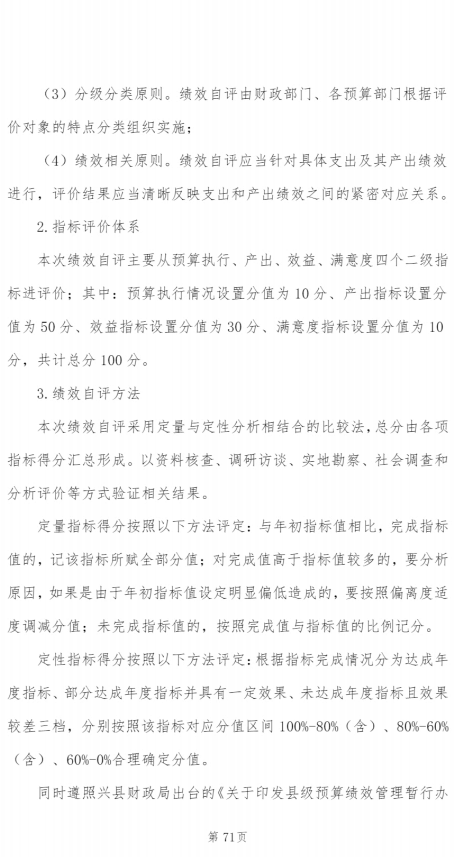 （3）分级分类原则。绩效自评由财政部门、各预算部门根据评
价对象的特点分类组织实施；
（4）绩效相关原则。绩效自评应当针对具体支出及其产出绩效
进行，评价结果应当清晰反映支出和产出绩效之间的紧密对应关系。
2.指标评价体系
本次绩效自评主要从预算执行、产出、效益、满意度四个二级指
标进评价；其中：预算执行情况设置分值为 10 分、产出指标设置分
值为 50 分、效益指标设置分值为 30 分、满意度指标设置分值为 10
分，共计总分 100 分。
3.绩效自评方法
本次绩效自评采用定量与定性分析相结合的比较法，总分由各项
指标得分汇总形成。以资料核查、调研访谈、实地勘察、社会调查和
分析评价等方式验证相关结果。
定量指标得分按照以下方法评定：与年初指标值相比，完成指标
值的，记该指标所赋全部分值；对完成值高于指标值较多的，要分析
原因，如果是由于年初指标值设定明显偏低造成的，要按照偏离度适
度调减分值；未完成指标值的，按照完成值与指标值的比例记分。
定性指标得分按照以下方法评定：根据指标完成情况分为达成年
度指标、部分达成年度指标并具有一定效果、未达成年度指标且效果
较差三档，分别按照该指标对应分值区间 100%-80%（含）、80%-60%
（含）、60%-0%合理确定分值。
同时遵照兴县财政局出台的《关于印发县级预算绩效管理暂行办
第 71页